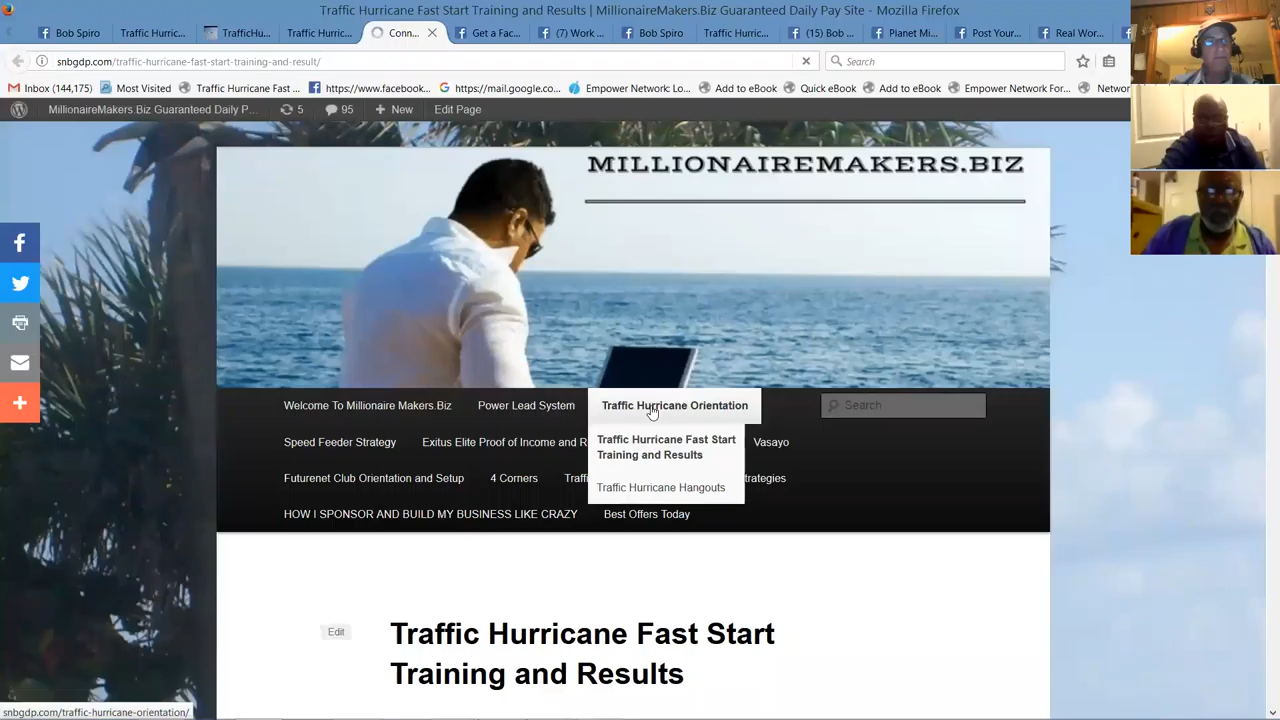 Traffic Hurricane Fast Start Training and Results | MillionaireMakers.Biz Guaranteed Daily Pay Site - Mozilla Firefox
Bob Spiro
Traffic Hurric...
TrafficHu...
Traffic Hurric...
Conn...
Get a Fac...
(7) Work ...
Bob Spiro
Traffic Hurric...
(15) Bob ...
Planet Mi...
Post Your...
Real Wor...
snbgdp.com/traffic-hurricane-fast-start-training-and-result/
Search
Inbox (144,175)
Most Visited
Traffic Hurricane Fast ...
https://www.facebook...
https://mail.google.co...
Empower Network: Lo...
Add to eBook
Quick eBook
Add to eBook
Empower Network For...
Network
MillionaireMakers.Biz Guaranteed Daily P...
5
95
New
Edit Page
MILLIONAIREMAKERS.BIZ
Welcome To Millionaire Makers.Biz
Power Lead System
Traffic Hurricane Orientation
Search
Speed Feeder Strategy
Exitus Elite Proof of Income and R
Traffic Hurricane Fast Start
Training and Results
Vasayo
Futurenet Club Orientation and Setup
4 Corners
Traff
Traffic Hurricane Hangouts
rategies
HOW I SPONSOR AND BUILD MY BUSINESS LIKE CRAZY
Best Offers Today
Edit
Traffic Hurricane Fast Start
Training and Results
snbgdp.com/traffic-hurricane-orientation/